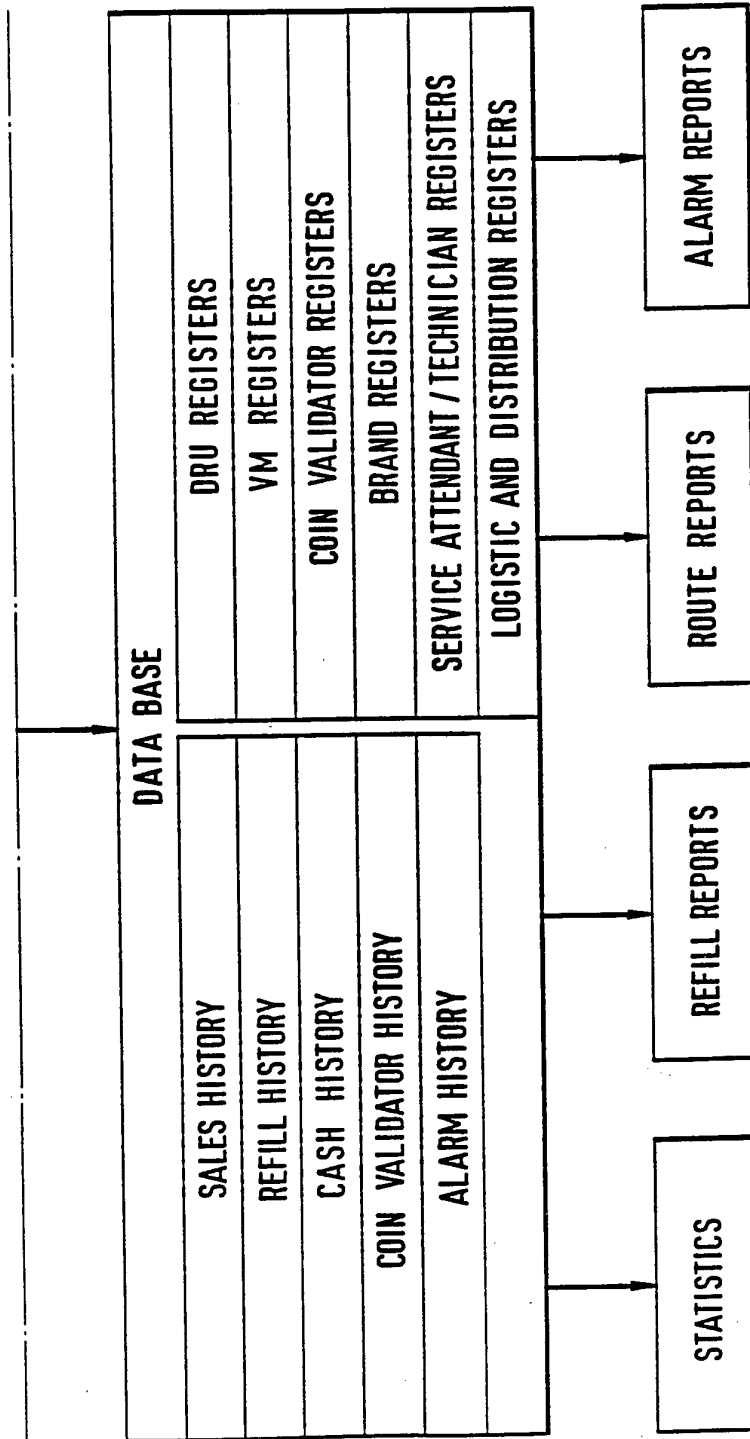 DATA BASE
SALES HISTORY
REFILL HISTORY
CASH HISTORY
COIN VALIDATOR HISTORY
ALARM HISTORY
DRU REGISTERS
VM REGISTERS
COIN VALIDATOR REGISTERS
BRAND REGISTERS
SERVICE ATTENDANT/TECHNICIAN REGISTERS
LOGISTIC AND DISTRIBUTION REGISTERS
STATISTICS
REFILL REPORTS
ROUTE REPORTS
ALARM REPORTS